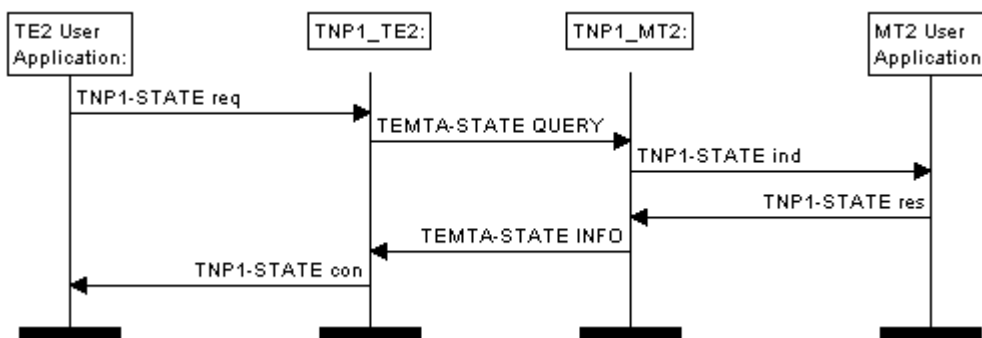 TE2 User
Application:
TNP1_TE2:
TNP1_MT2:
MT2 User
Application
TNP1-STATE req
TEMTA-STATE QUERY
TNP1-STATE ind
TNP1-STATE res
TEMTA-STATE INFO
TNP1-STATE con